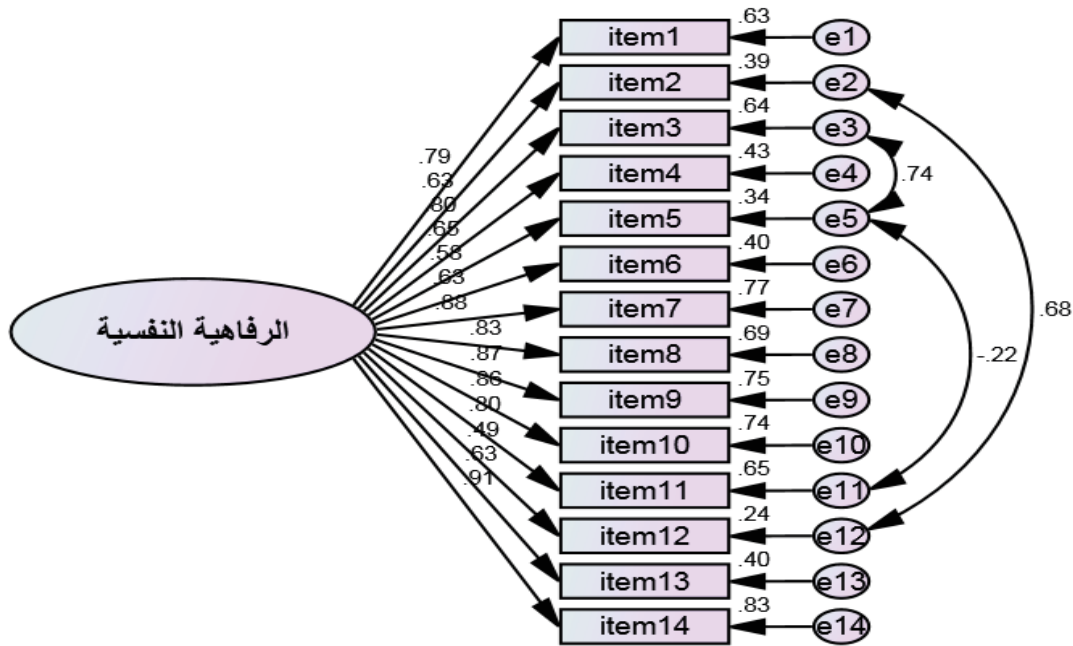 .63
item1
e1
.39
item2
e2
.64
item3
e3
.43
item4
e4
.74
.34
item5
e5
.40
item6
e6
.77
item7
e7
.68
.69
item8
e8
-.22
.75
item9
e9
.74
item10
e10
.65
item11
e11
.24
item12
e12
.40
item13
e13
.83
item14
e14
.79
.63
.80
.65
.58
.63
.88
.83
.87
.86
.80
.49
.63
.91
الرفاهية النفسية